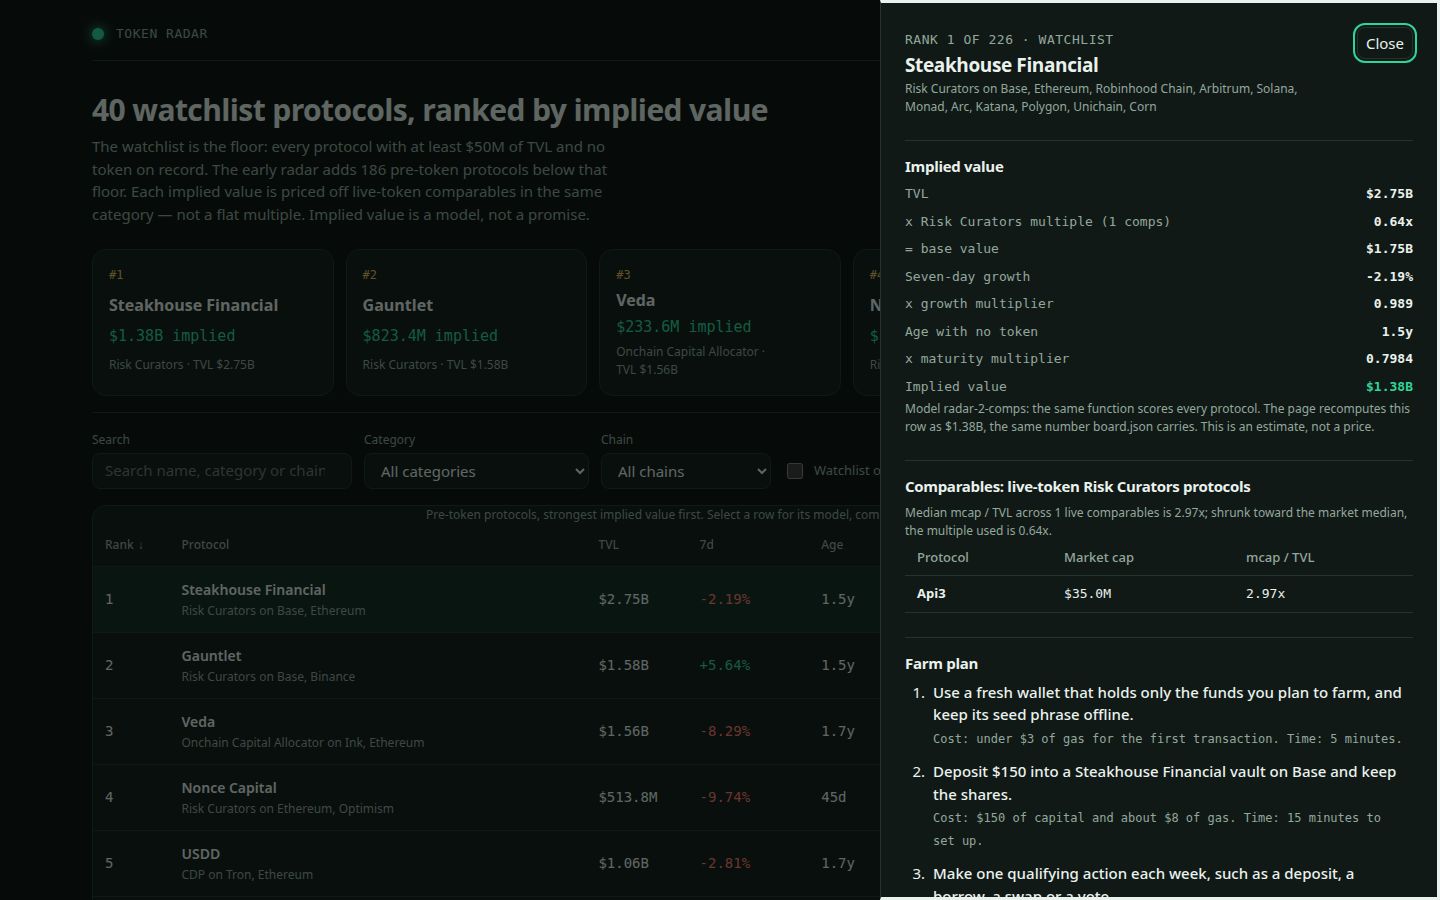 TOKEN RADAR
40 watchlist protocols, ranked by implied value
The watchlist is the floor: every protocol with at least $50M of TVL and no
token on record. The early radar adds 186 pre-token protocols below that
floor. Each implied value is priced off live-token comparables in the same
category — not a flat multiple. Implied value is a model, not a promise.
#1
Steakhouse Financial
$1.38B implied
Risk Curators · TVL $2.75B
#2
Gauntlet
$823.4M implied
Risk Curators · TVL $1.58B
#3
Veda
$233.6M implied
Onchain Capital Allocator ·
TVL $1.56B
Search
Category
Chain
Search name, category or chain
All categories
All chains
Watchlist o
Pre-token protocols, strongest implied value first. Select a row for its model, com
Rank ↓ Protocol TVL 7d Age
1 Steakhouse Financial $2.75B -2.19% 1.5y
Risk Curators on Base, Ethereum
2 Gauntlet $1.58B +5.64% 1.5y
Risk Curators on Base, Binance
3 Veda $1.56B -8.29% 1.7y
Onchain Capital Allocator on Ink, Ethereum
4 Nonce Capital $513.8M -9.74% 45d
Risk Curators on Ethereum, Optimism
5 USDD $1.06B -2.81% 1.7y
CDP on Tron, Ethereum
RANK 1 OF 226 · WATCHLIST
Close
Steakhouse Financial
Risk Curators on Base, Ethereum, Robinhood Chain, Arbitrum, Solana,
Monad, Arc, Katana, Polygon, Unichain, Corn
Implied value
TVL $2.75B
x Risk Curators multiple (1 comps) 0.64x
= base value $1.75B
Seven-day growth -2.19%
x growth multiplier 0.989
Age with no token 1.5y
x maturity multiplier 0.7984
Implied value $1.38B
Model radar-2-comps: the same function scores every protocol. The page recomputes this
row as $1.38B, the same number board.json carries. This is an estimate, not a price.
Comparables: live-token Risk Curators protocols
Median mcap / TVL across 1 live comparables is 2.97x; shrunk toward the market median,
the multiple used is 0.64x.
Protocol Market cap mcap / TVL
Api3 $35.0M 2.97x
Farm plan
1. Use a fresh wallet that holds only the funds you plan to farm, and
keep its seed phrase offline.
Cost: under $3 of gas for the first transaction. Time: 5 minutes.
2. Deposit $150 into a Steakhouse Financial vault on Base and keep
the shares.
Cost: $150 of capital and about $8 of gas. Time: 15 minutes to
set up.
3. Make one qualifying action each week, such as a deposit, a
borrow, a swap or a vote.